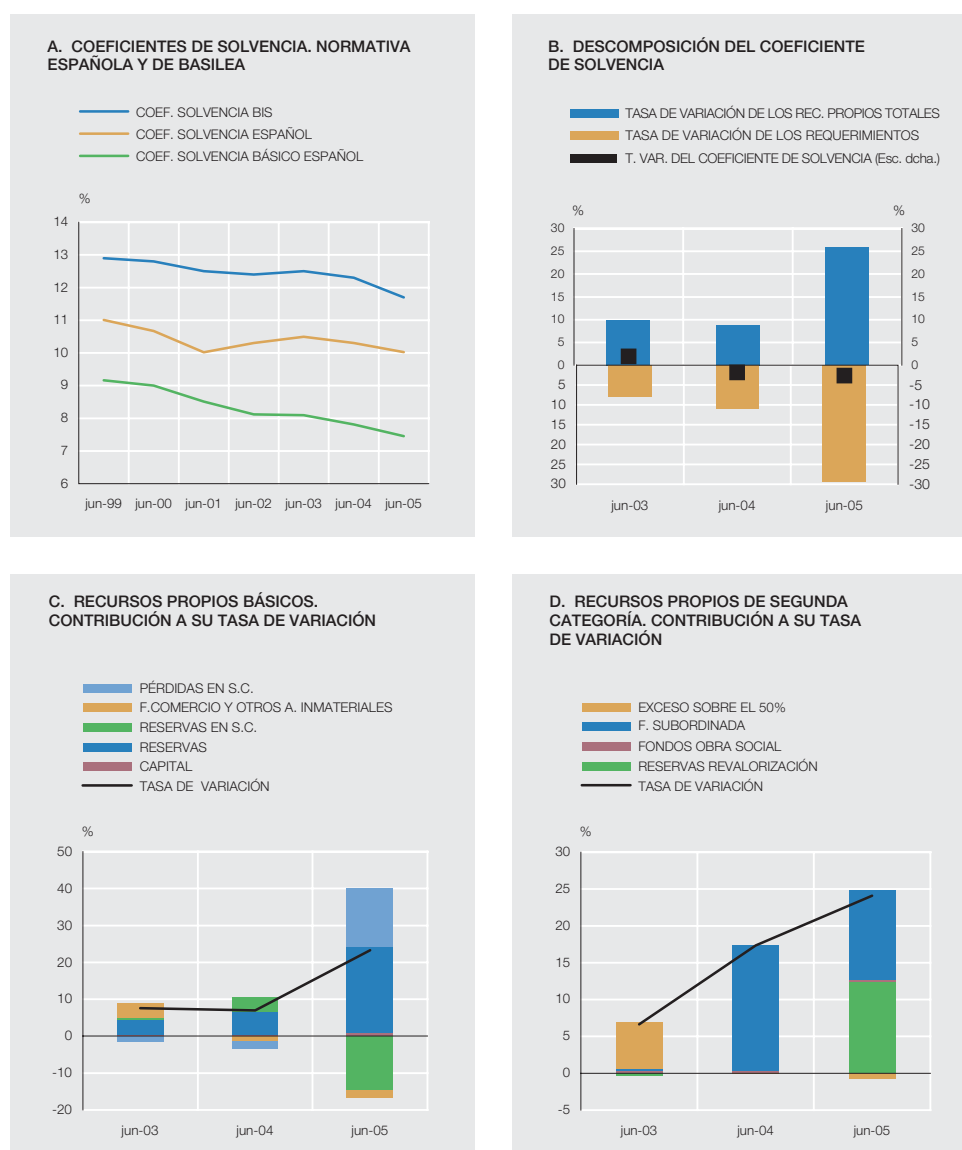 A. COEFICIENTES DE SOLVENCIA. NORMATIVA
ESPAÑOLA Y DE BASILEA
COEF. SOLVENCIA BIS
COEF. SOLVENCIA ESPAÑOL
COEF. SOLVENCIA BÁSICO ESPAÑOL
%
14
13
12
11
10
9
8
7
6
jun-99 jun-00 jun-01 jun-02 jun-03 jun-04 jun-05
B. DESCOMPOSICIÓN DEL COEFICIENTE
DE SOLVENCIA
TASA DE VARIACIÓN DE LOS REC. PROPIOS TOTALES
TASA DE VARIACIÓN DE LOS REQUERIMIENTOS
T. VAR. DEL COEFICIENTE DE SOLVENCIA (Esc. dcha.)
% %
30 30
25 25
20 20
15 15
10 10
5 5
0 0
5 -5
10 -10
15 -15
20 -20
25 -25
30 -30
jun-03 jun-04 jun-05
C. RECURSOS PROPIOS BÁSICOS.
CONTRIBUCIÓN A SU TASA DE VARIACIÓN
PÉRDIDAS EN S.C.
F.COMERCIO Y OTROS A. INMATERIALES
RESERVAS EN S.C.
RESERVAS
CAPITAL
TASA DE VARIACIÓN
%
50
40
30
20
10
0
-10
-20
jun-03 jun-04 jun-05
D. RECURSOS PROPIOS DE SEGUNDA
CATEGORÍA. CONTRIBUCIÓN A SU TASA
DE VARIACIÓN
EXCESO SOBRE EL 50%
F. SUBORDINADA
FONDOS OBRA SOCIAL
RESERVAS REVALORIZACIÓN
TASA DE VARIACIÓN
%
30
25
20
15
10
5
0
-5
jun-03 jun-04 jun-05